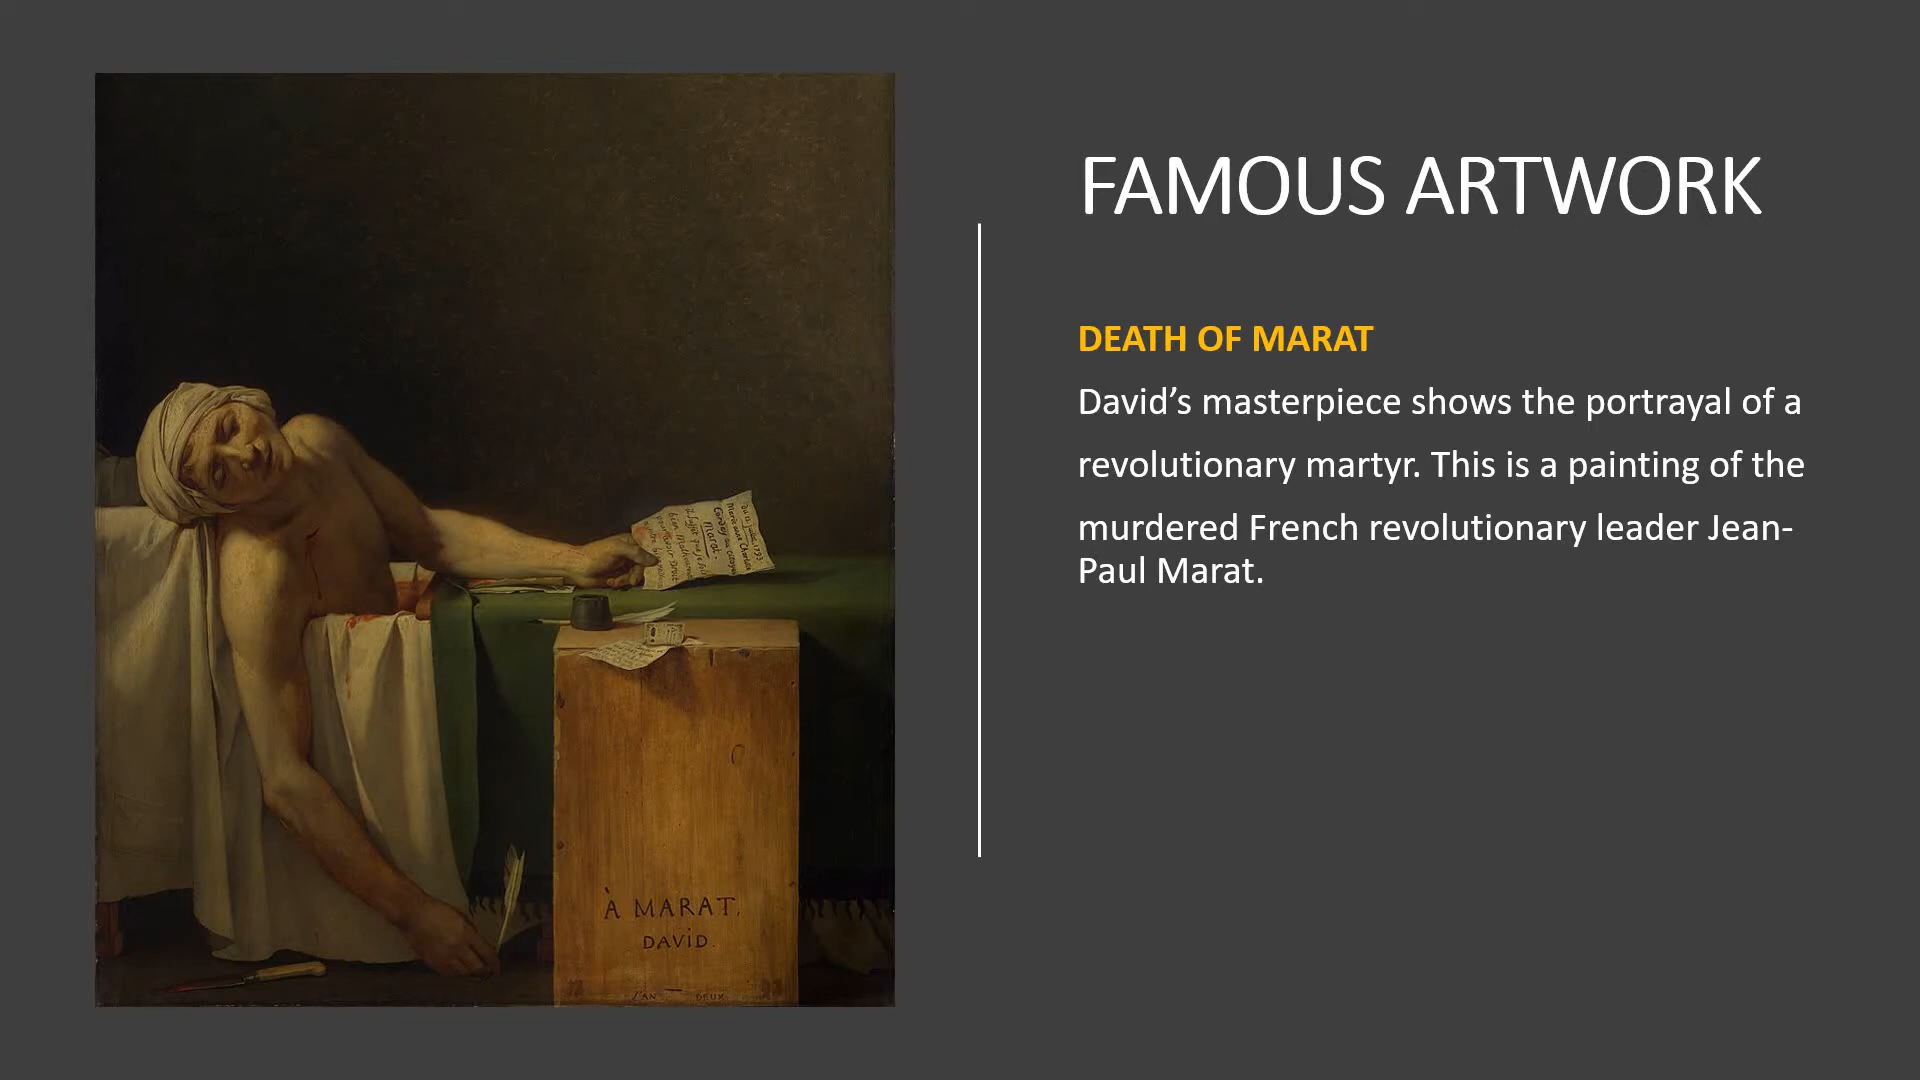 FAMOUS ARTWORK
DEATH OF MARAT
David’s masterpiece shows the portrayal of a
revolutionary martyr. This is a painting of the
murdered French revolutionary leader Jean-
Paul Marat.
À MARAT,
DAVID.
L'AN DEUX